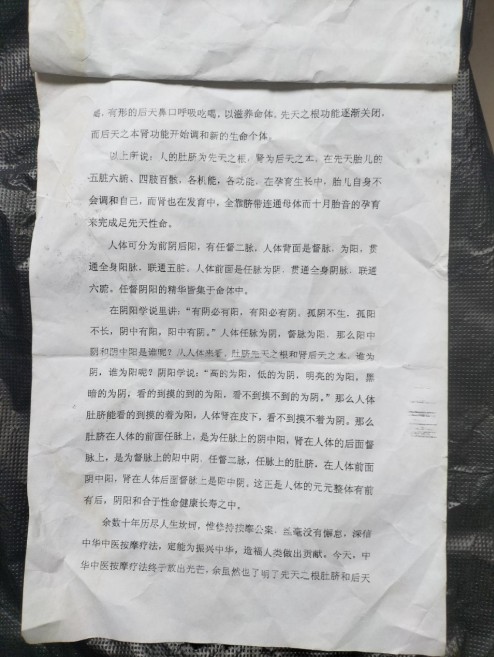 毫，有形的后天鼻口呼吸吃喝，以滋养命体。先天之根功能逐渐关闭，
而后天之本肾功能开始调和新的生命个体。
以上所说：人的肚脐为先天之根，肾为后天之本，在先天胎儿的
五脏六腑、四肢百骸，各机能，各功能，在孕育生长中，胎儿自身不
会调和自己，而肾也在发育中，全靠脐带连通母体而十月胎音的孕育
来完成足先天性命。
人体可分为前阴后阳，有任督二脉，人体背面是督脉，为阳，贯
通全身阳脉，联通五脏，人体前面是任脉为阴，贯通全身阴脉，联通
六腑，任督阴阳的精华皆集于命体中。
在阴阳学说里讲：“有阴必有阳，有阳必有阴，孤阴不生，孤阳
不长，阴中有阳，阳中有阴。”人体任脉为阴，督脉为阳，那么阳中
阴和阴中阳是谁呢？从人体来看，肚脐先天之根和肾后天之本，谁为
阴，谁为阳呢？阴阳学说：“高的为阳，低的为阴，明亮的为阳，黑
暗的为阴，看的到摸的到的为阳，看不到摸不到的为阴。”那么人体
肚脐能看的到摸的着为阳，人体肾在皮下，看不到摸不着为阴。那么
肚脐在人体的前面任脉上，是为任脉上的阴中阳，肾在人体的后面督
脉上，是为督脉上的阳中阴，任督二脉，任脉上的肚脐，在人体前面
阴中阳，肾在人体后面督脉上是阳中阴。这正是人体的元元整体有前
有后，阴阳和合于性命健康长寿之中。
余数十年历尽人生坎坷，惟修持按摩公案，丝毫没有懈怠，深信
中华中医按摩疗法，定能为振兴中华，造福人类做出贡献，今天，中
华中医按摩疗法终于放出光芒，余虽然也了明了先天之根肚脐和后天